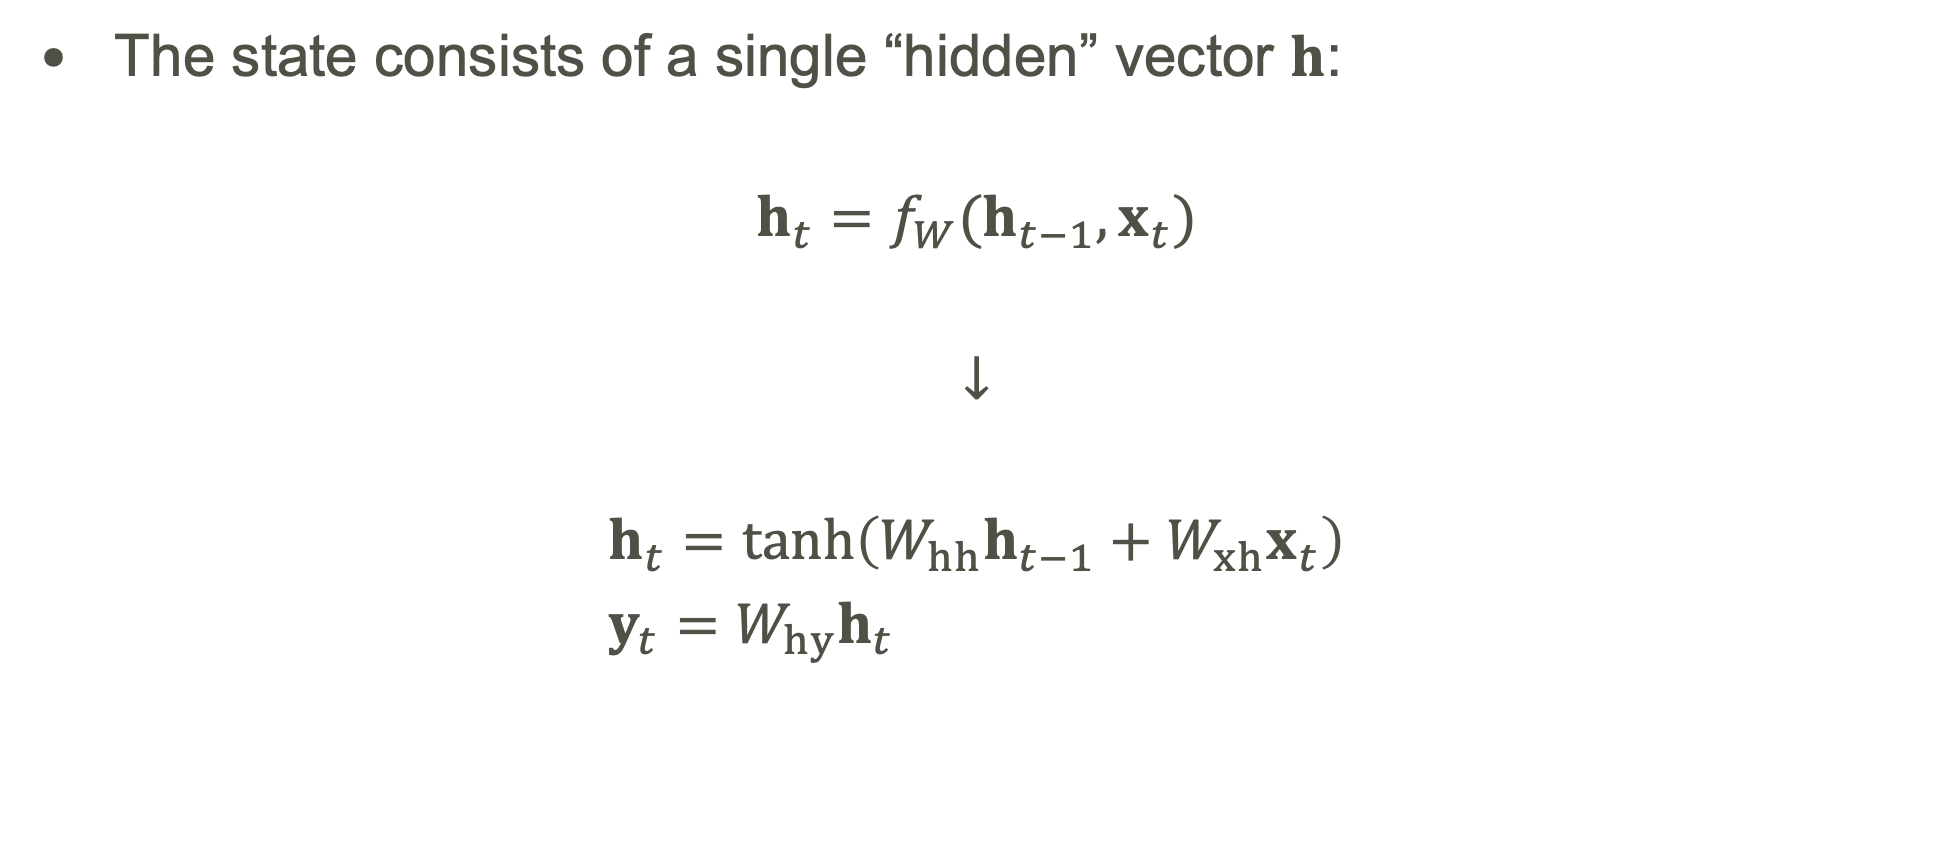 • The state consists of a single “hidden” vector h:
h_t = f_W(h_{t−1}, x_t)
↓
h_t = tanh(W_hh h_{t−1} + W_xh x_t)
y_t = W_hy h_t